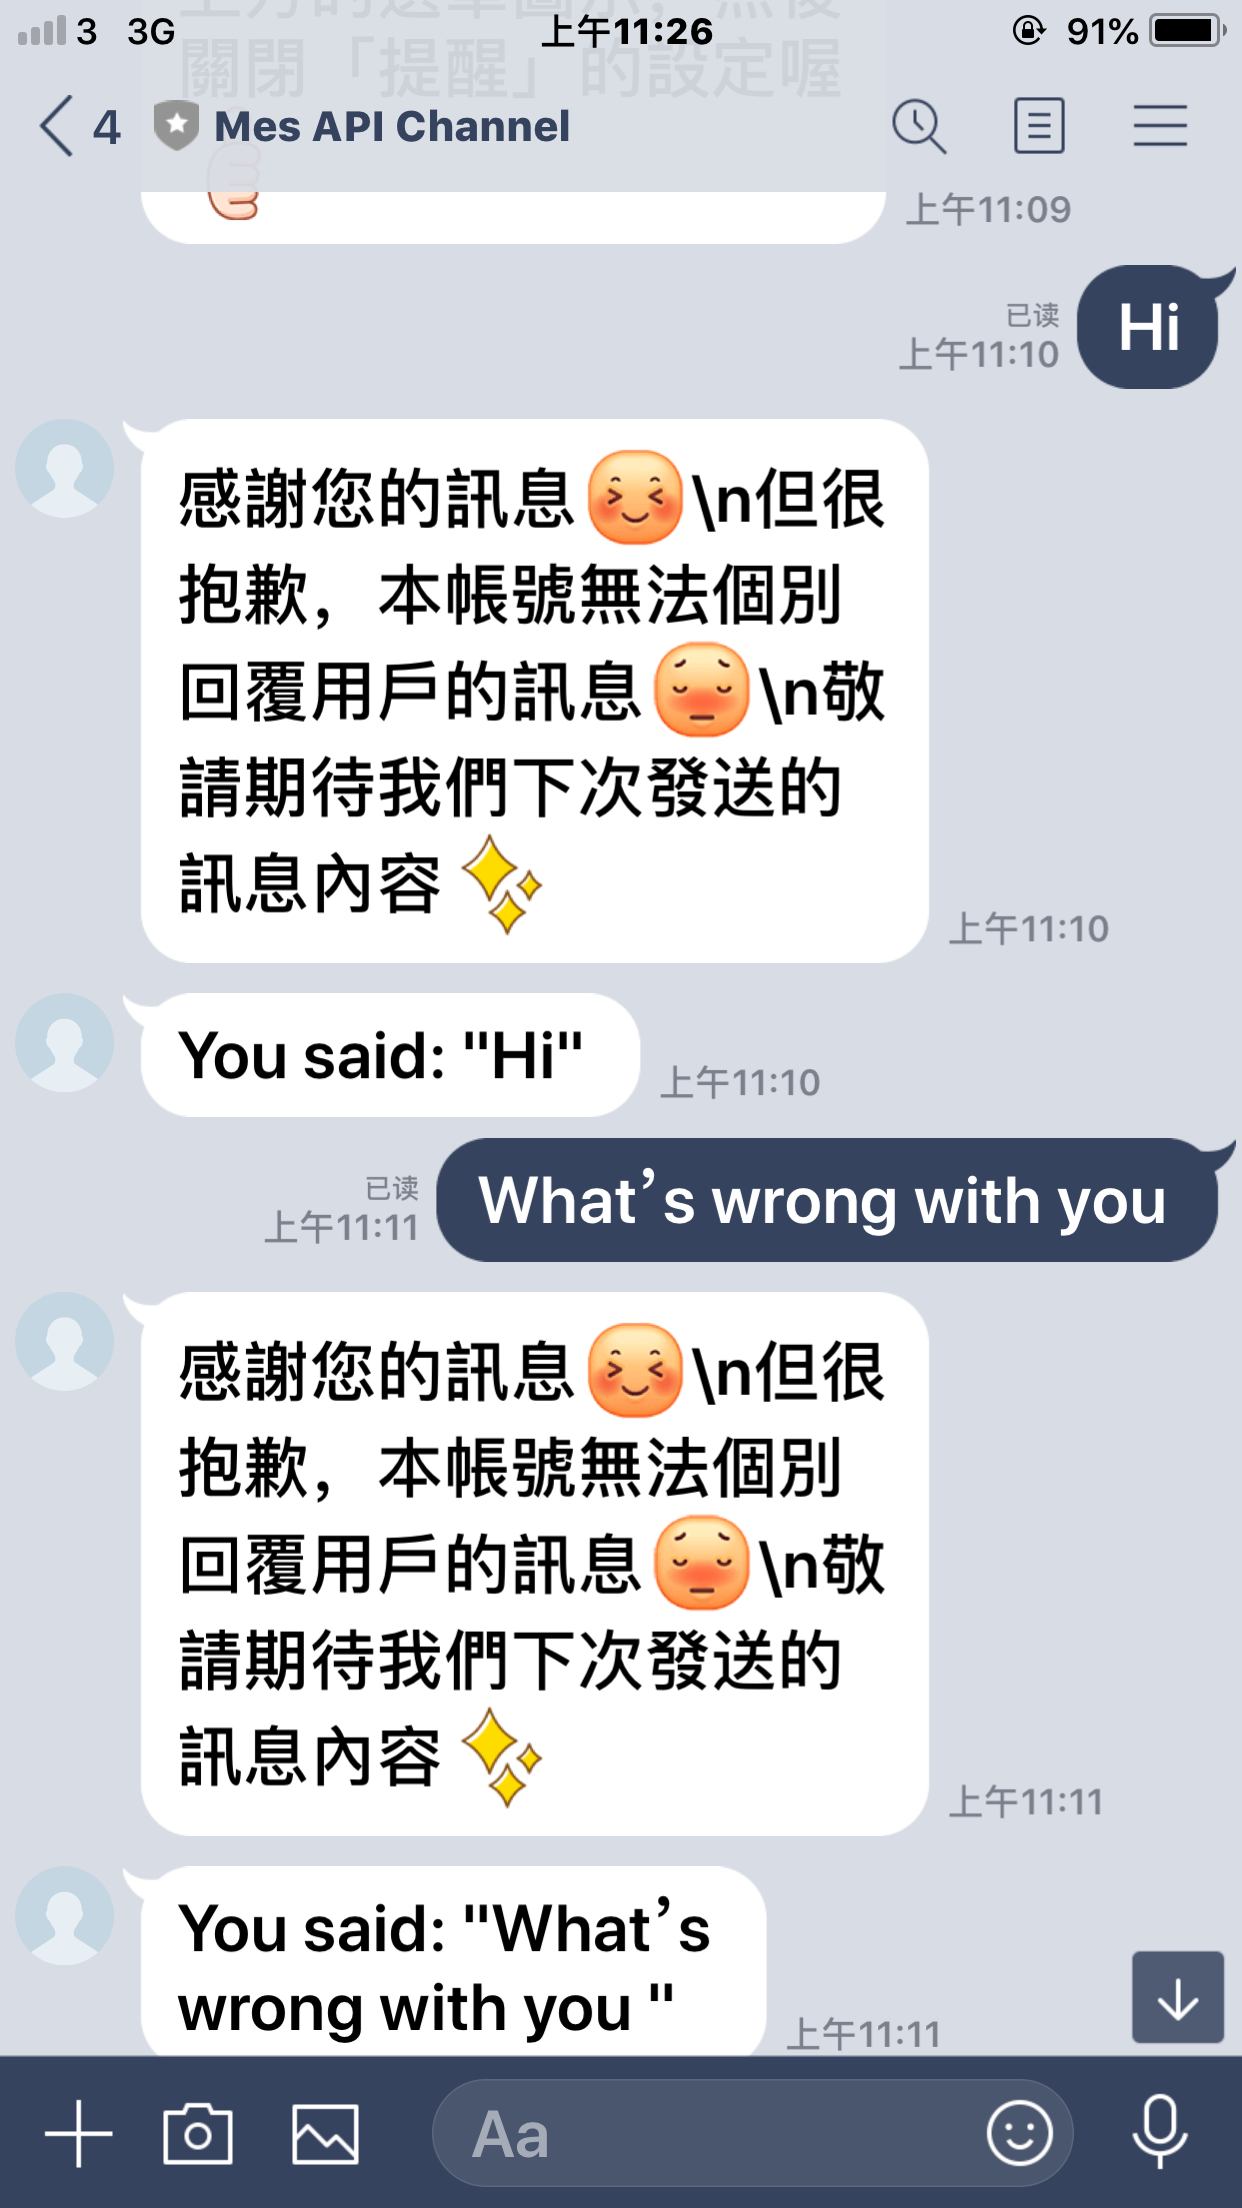 3 3G 上午11:26 91%
關閉「提醒」的設定喔
4 Mes API Channel
上午11:09
已读
上午11:10
Hi
感謝您的訊息\n但很
抱歉，本帳號無法個別
回覆用戶的訊息\n敬
請期待我們下次發送的
訊息內容
上午11:10
You said: "Hi"
上午11:10
已读
上午11:11
What’s wrong with you
感謝您的訊息\n但很
抱歉，本帳號無法個別
回覆用戶的訊息\n敬
請期待我們下次發送的
訊息內容
上午11:11
You said: "What’s
wrong with you "
上午11:11
Aa